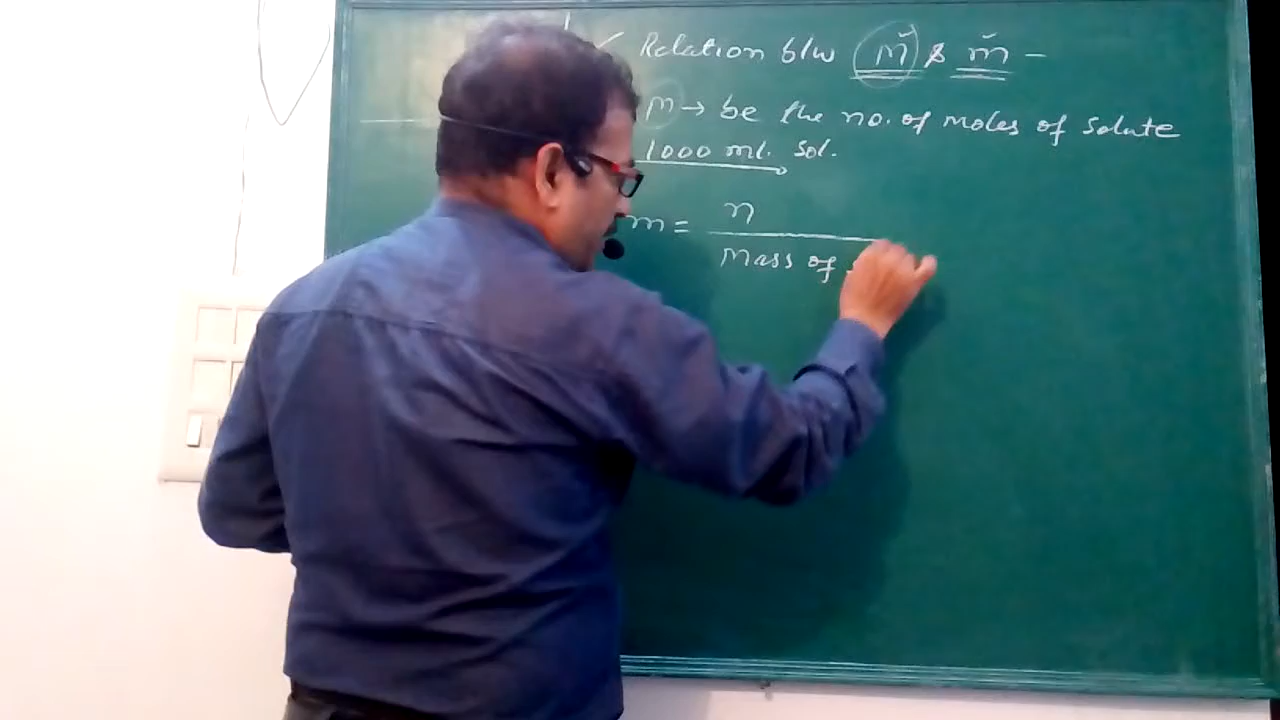 ✓ Relation b/w M & m -
M → be the no. of moles of solute
1000 ml. sol.
m = n
mass of